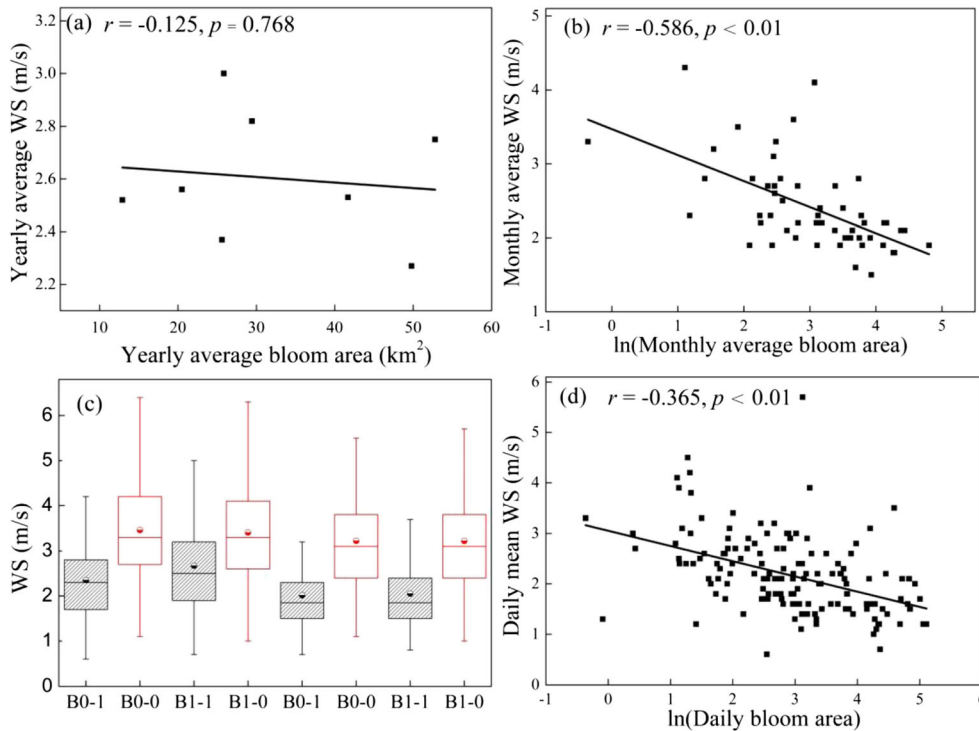 (a) r = -0.125, p = 0.768
Yearly average WS (m/s)
3.2
3.0
2.8
2.6
2.4
2.2
10 20 30 40 50 60
Yearly average bloom area (km²)
(b) r = -0.586, p < 0.01
Monthly average WS (m/s)
5
4
3
2
1
-1 0 1 2 3 4 5
ln(Monthly average bloom area)
(c)
WS (m/s)
6
5
4
3
2
1
0
B0-1 B0-0 B1-1 B1-0 B0-1 B0-0 B1-1 B1-0
(d) r = -0.365, p < 0.01
Daily mean WS (m/s)
6
5
4
3
2
1
0
-1 0 1 2 3 4 5 6
ln(Daily bloom area)